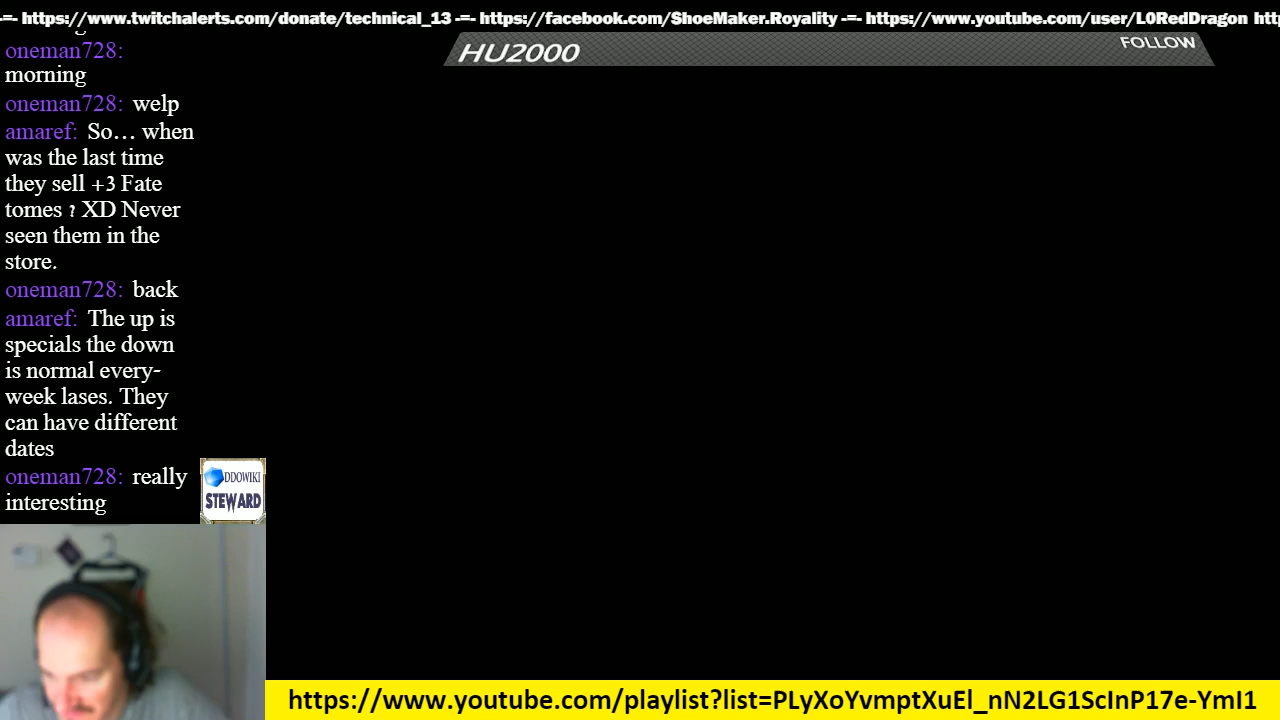 -=- https://www.twitchalerts.com/donate/technical_13 -=- https://facebook.com/$hoeMaker.Royality -=- https://www.youtube.com/user/L0RedDragon
HU2000
FOLLOW
oneman728:
morning
oneman728: welp
amaref: So... when
was the last time
they sell +3 Fate
tomes ? XD Never
seen them in the
store.
oneman728: back
amaref: The up is
specials the down
is normal every-
week lases. They
can have different
dates
oneman728: really
interesting
DDOWIKI
STEWARD
https://www.youtube.com/playlist?list=PLyXoYvmptXuEl_nN2LG1ScInP17e-YmI1